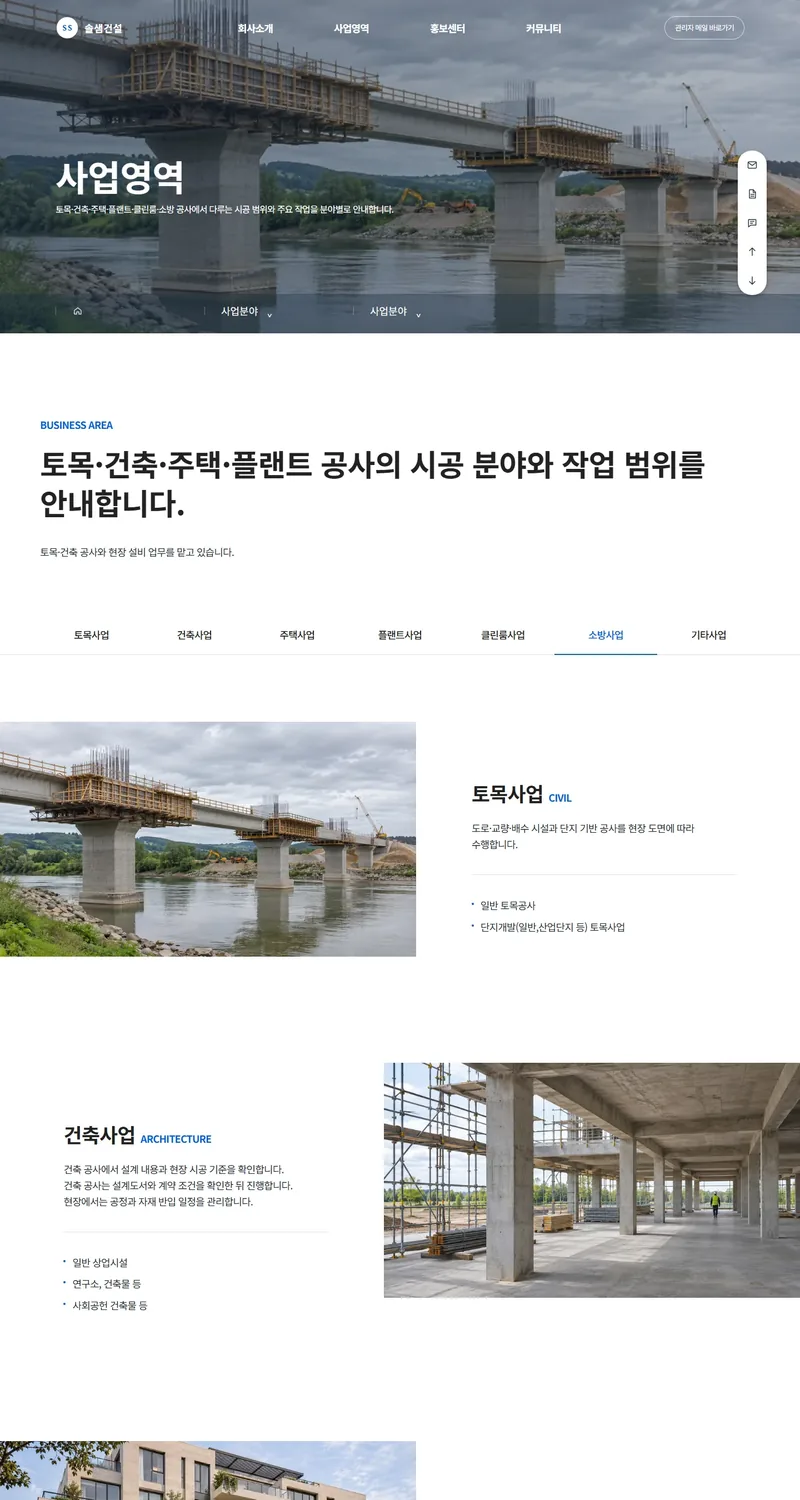 SS 솔샘건설
회사소개
사업영역
홍보센터
커뮤니티
관리자 메일 바로가기
사업영역
토목·건축·주택·플랜트·클린룸·소방 공사에서 다루는 시공 범위와 주요 작업을 분야별로 안내합니다.
사업분야
사업분야
BUSINESS AREA
토목·건축·주택·플랜트 공사의 시공 분야와 작업 범위를
안내합니다.
토목·건축 공사와 현장 설비 업무를 맡고 있습니다.
토목사업
건축사업
주택사업
플랜트사업
클린룸사업
소방사업
기타사업
토목사업 CIVIL
도로·교량·배수 시설과 단지 기반 공사를 현장 도면에 따라
수행합니다.
일반 토목공사
단지개발(일반,산업단지 등) 토목사업
건축사업 ARCHITECTURE
건축 공사에서 설계 내용과 현장 시공 기준을 확인합니다.
건축 공사는 설계도서와 계약 조건을 확인한 뒤 진행합니다.
현장에서는 공정과 자재 반입 일정을 관리합니다.
일반 상업시설
연구소, 건축물 등
사회공헌 건축물 등